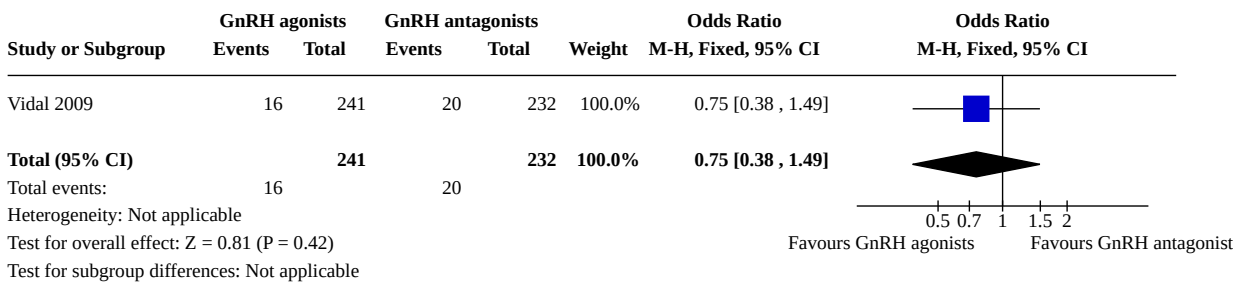 GnRH agonists GnRH antagonists Odds Ratio Odds Ratio
Study or Subgroup Events Total Events Total Weight M-H, Fixed, 95% CI M-H, Fixed, 95% CI
Vidal 2009 16 241 20 232 100.0% 0.75 [0.38 , 1.49]
Total (95% CI) 241 232 100.0% 0.75 [0.38 , 1.49]
Total events: 16 20
Heterogeneity: Not applicable
0.5 0.7 1 1.5 2
Test for overall effect: Z = 0.81 (P = 0.42) Favours GnRH agonists Favours GnRH antagonist
Test for subgroup differences: Not applicable